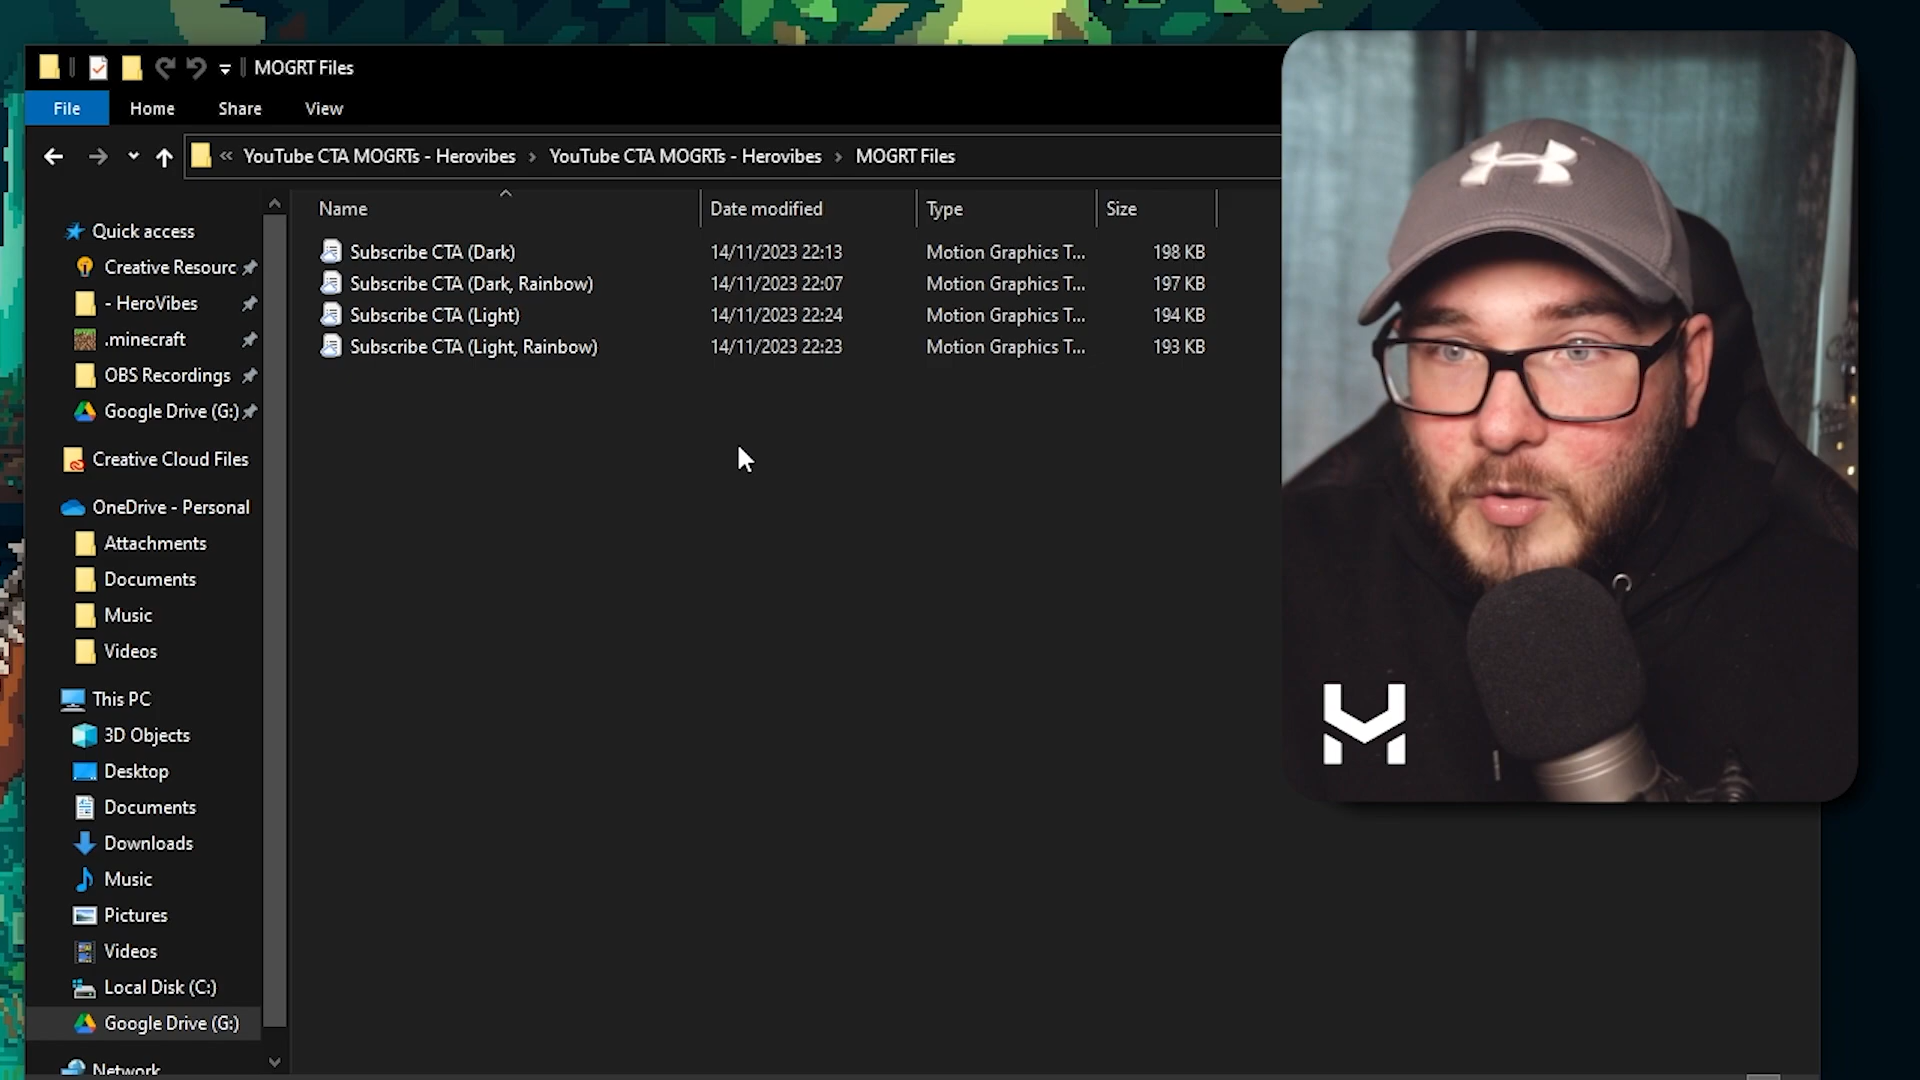 MOGRT Files
File Home Share View
« YouTube CTA MOGRTs - Herovibes › YouTube CTA MOGRTs - Herovibes › MOGRT Files
Name Date modified Type Size
Subscribe CTA (Dark) 14/11/2023 22:13 Motion Graphics T... 198 KB
Subscribe CTA (Dark, Rainbow) 14/11/2023 22:07 Motion Graphics T... 197 KB
Subscribe CTA (Light) 14/11/2023 22:24 Motion Graphics T... 194 KB
Subscribe CTA (Light, Rainbow) 14/11/2023 22:23 Motion Graphics T... 193 KB
Quick access
Creative Resourc
- HeroVibes
.minecraft
OBS Recordings
Google Drive (G:)
Creative Cloud Files
OneDrive - Personal
Attachments
Documents
Music
Videos
This PC
3D Objects
Desktop
Documents
Downloads
Music
Pictures
Videos
Local Disk (C:)
Google Drive (G:)
Network